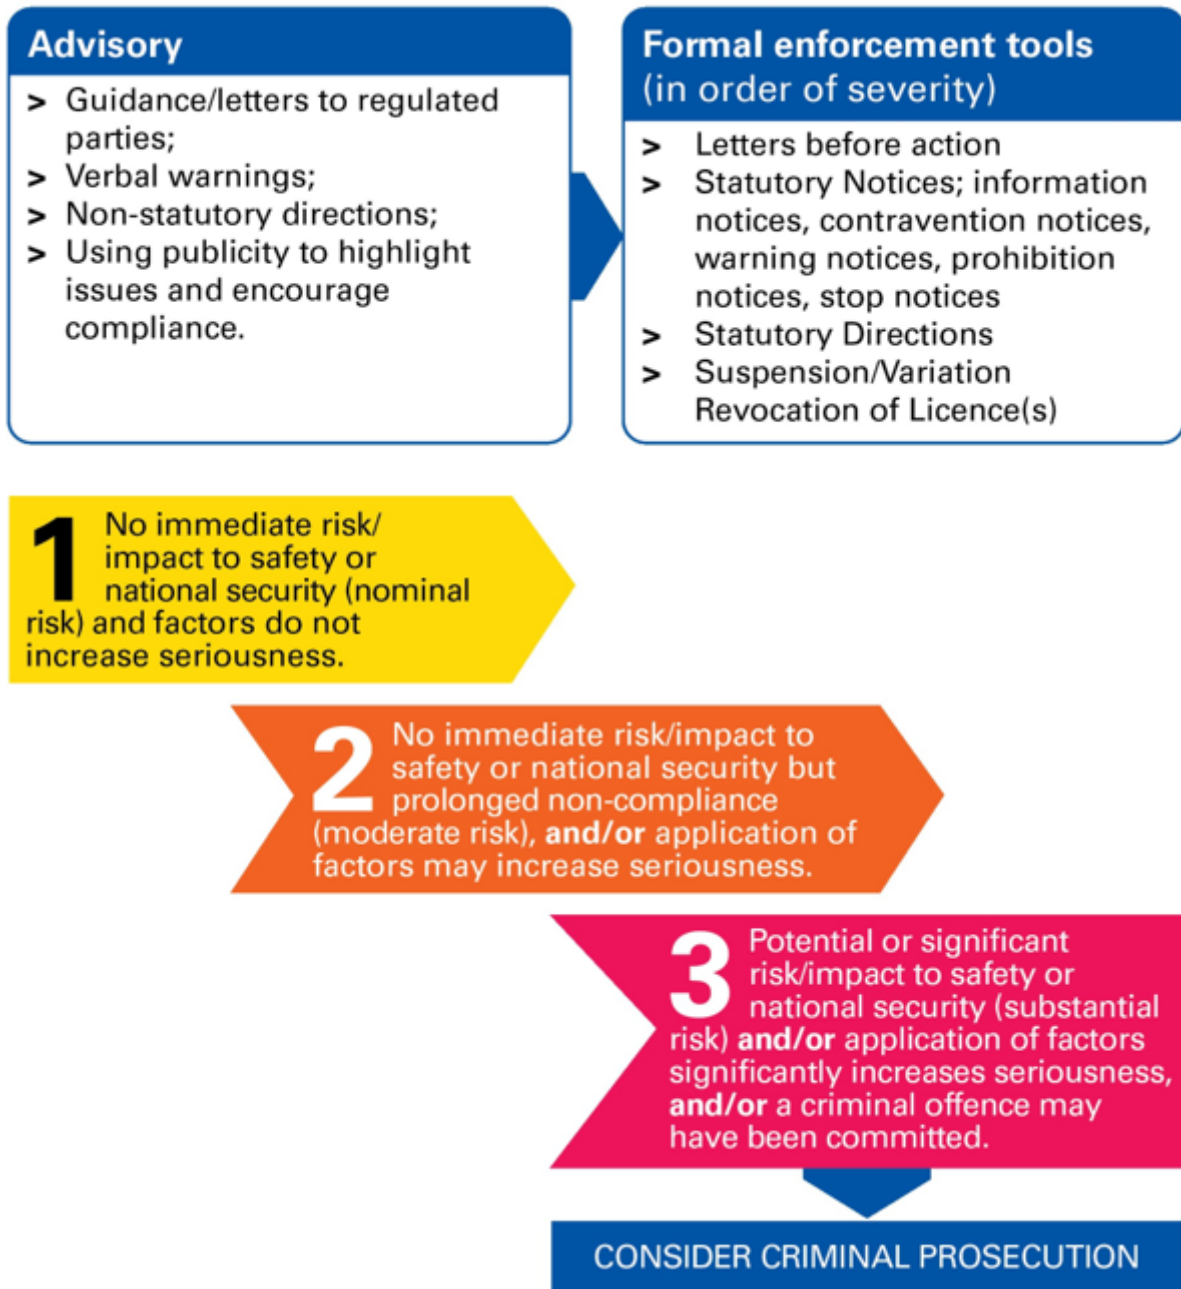 Advisory
> Guidance/letters to regulated
parties;
> Verbal warnings;
> Non-statutory directions;
> Using publicity to highlight
issues and encourage
compliance.
Formal enforcement tools
(in order of severity)
> Letters before action
> Statutory Notices; information
notices, contravention notices,
warning notices, prohibition
notices, stop notices
> Statutory Directions
> Suspension/Variation
Revocation of Licence(s)
1 No immediate risk/
impact to safety or
national security (nominal
risk) and factors do not
increase seriousness.
2 No immediate risk/impact to
safety or national security but
prolonged non-compliance
(moderate risk), and/or application of
factors may increase seriousness.
3 Potential or significant
risk/impact to safety or
national security (substantial
risk) and/or application of factors
significantly increases seriousness,
and/or a criminal offence may
have been committed.
CONSIDER CRIMINAL PROSECUTION